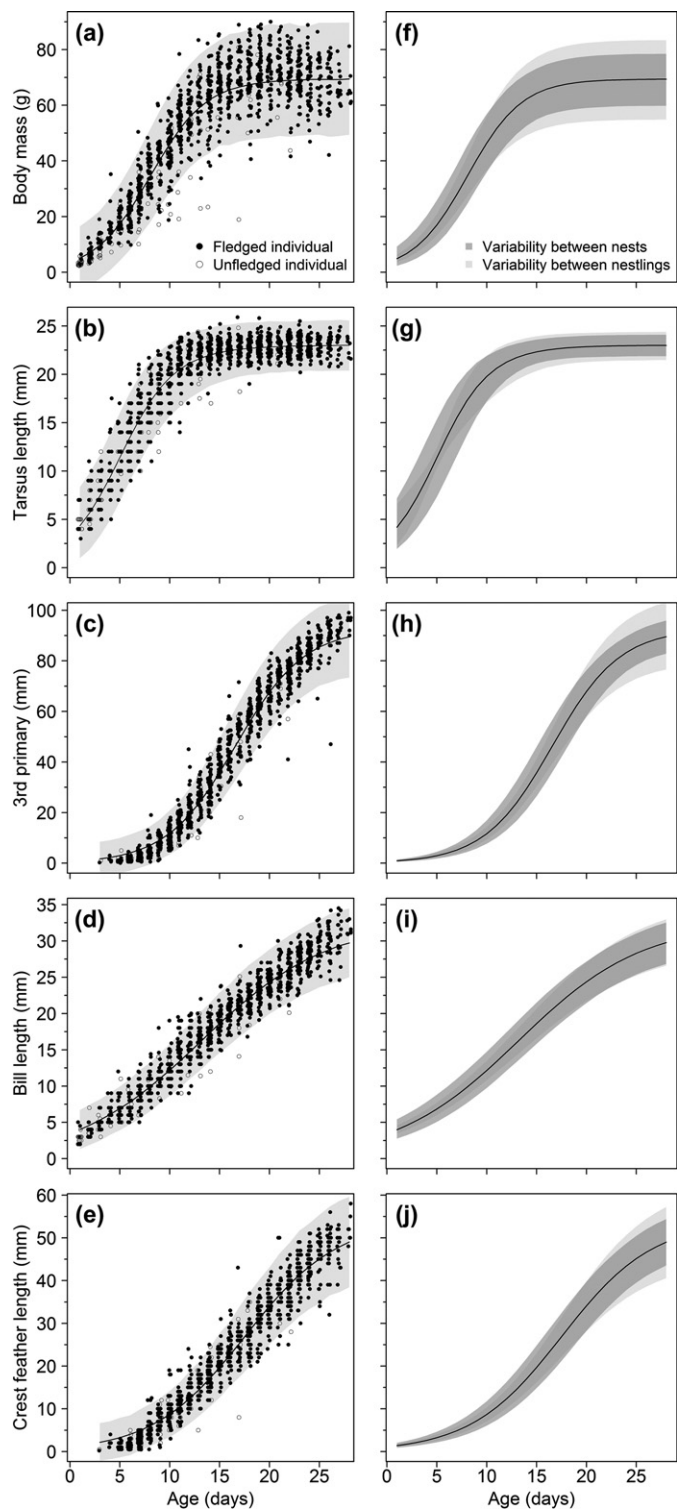 (a)
(f)
80
60
40
20
0
Body mass (g)
Fledged individual
Unfledged individual
Variability between nests
Variability between nestlings
(b)
(g)
25
20
15
10
5
0
Tarsus length (mm)
(c)
(h)
100
80
60
40
20
0
3rd primary (mm)
(d)
(i)
35
30
25
20
15
10
5
0
Bill length (mm)
(e)
(j)
60
50
40
30
20
10
0
Crest feather length (mm)
0 5 10 15 20 25
0 5 10 15 20 25
Age (days)
Age (days)